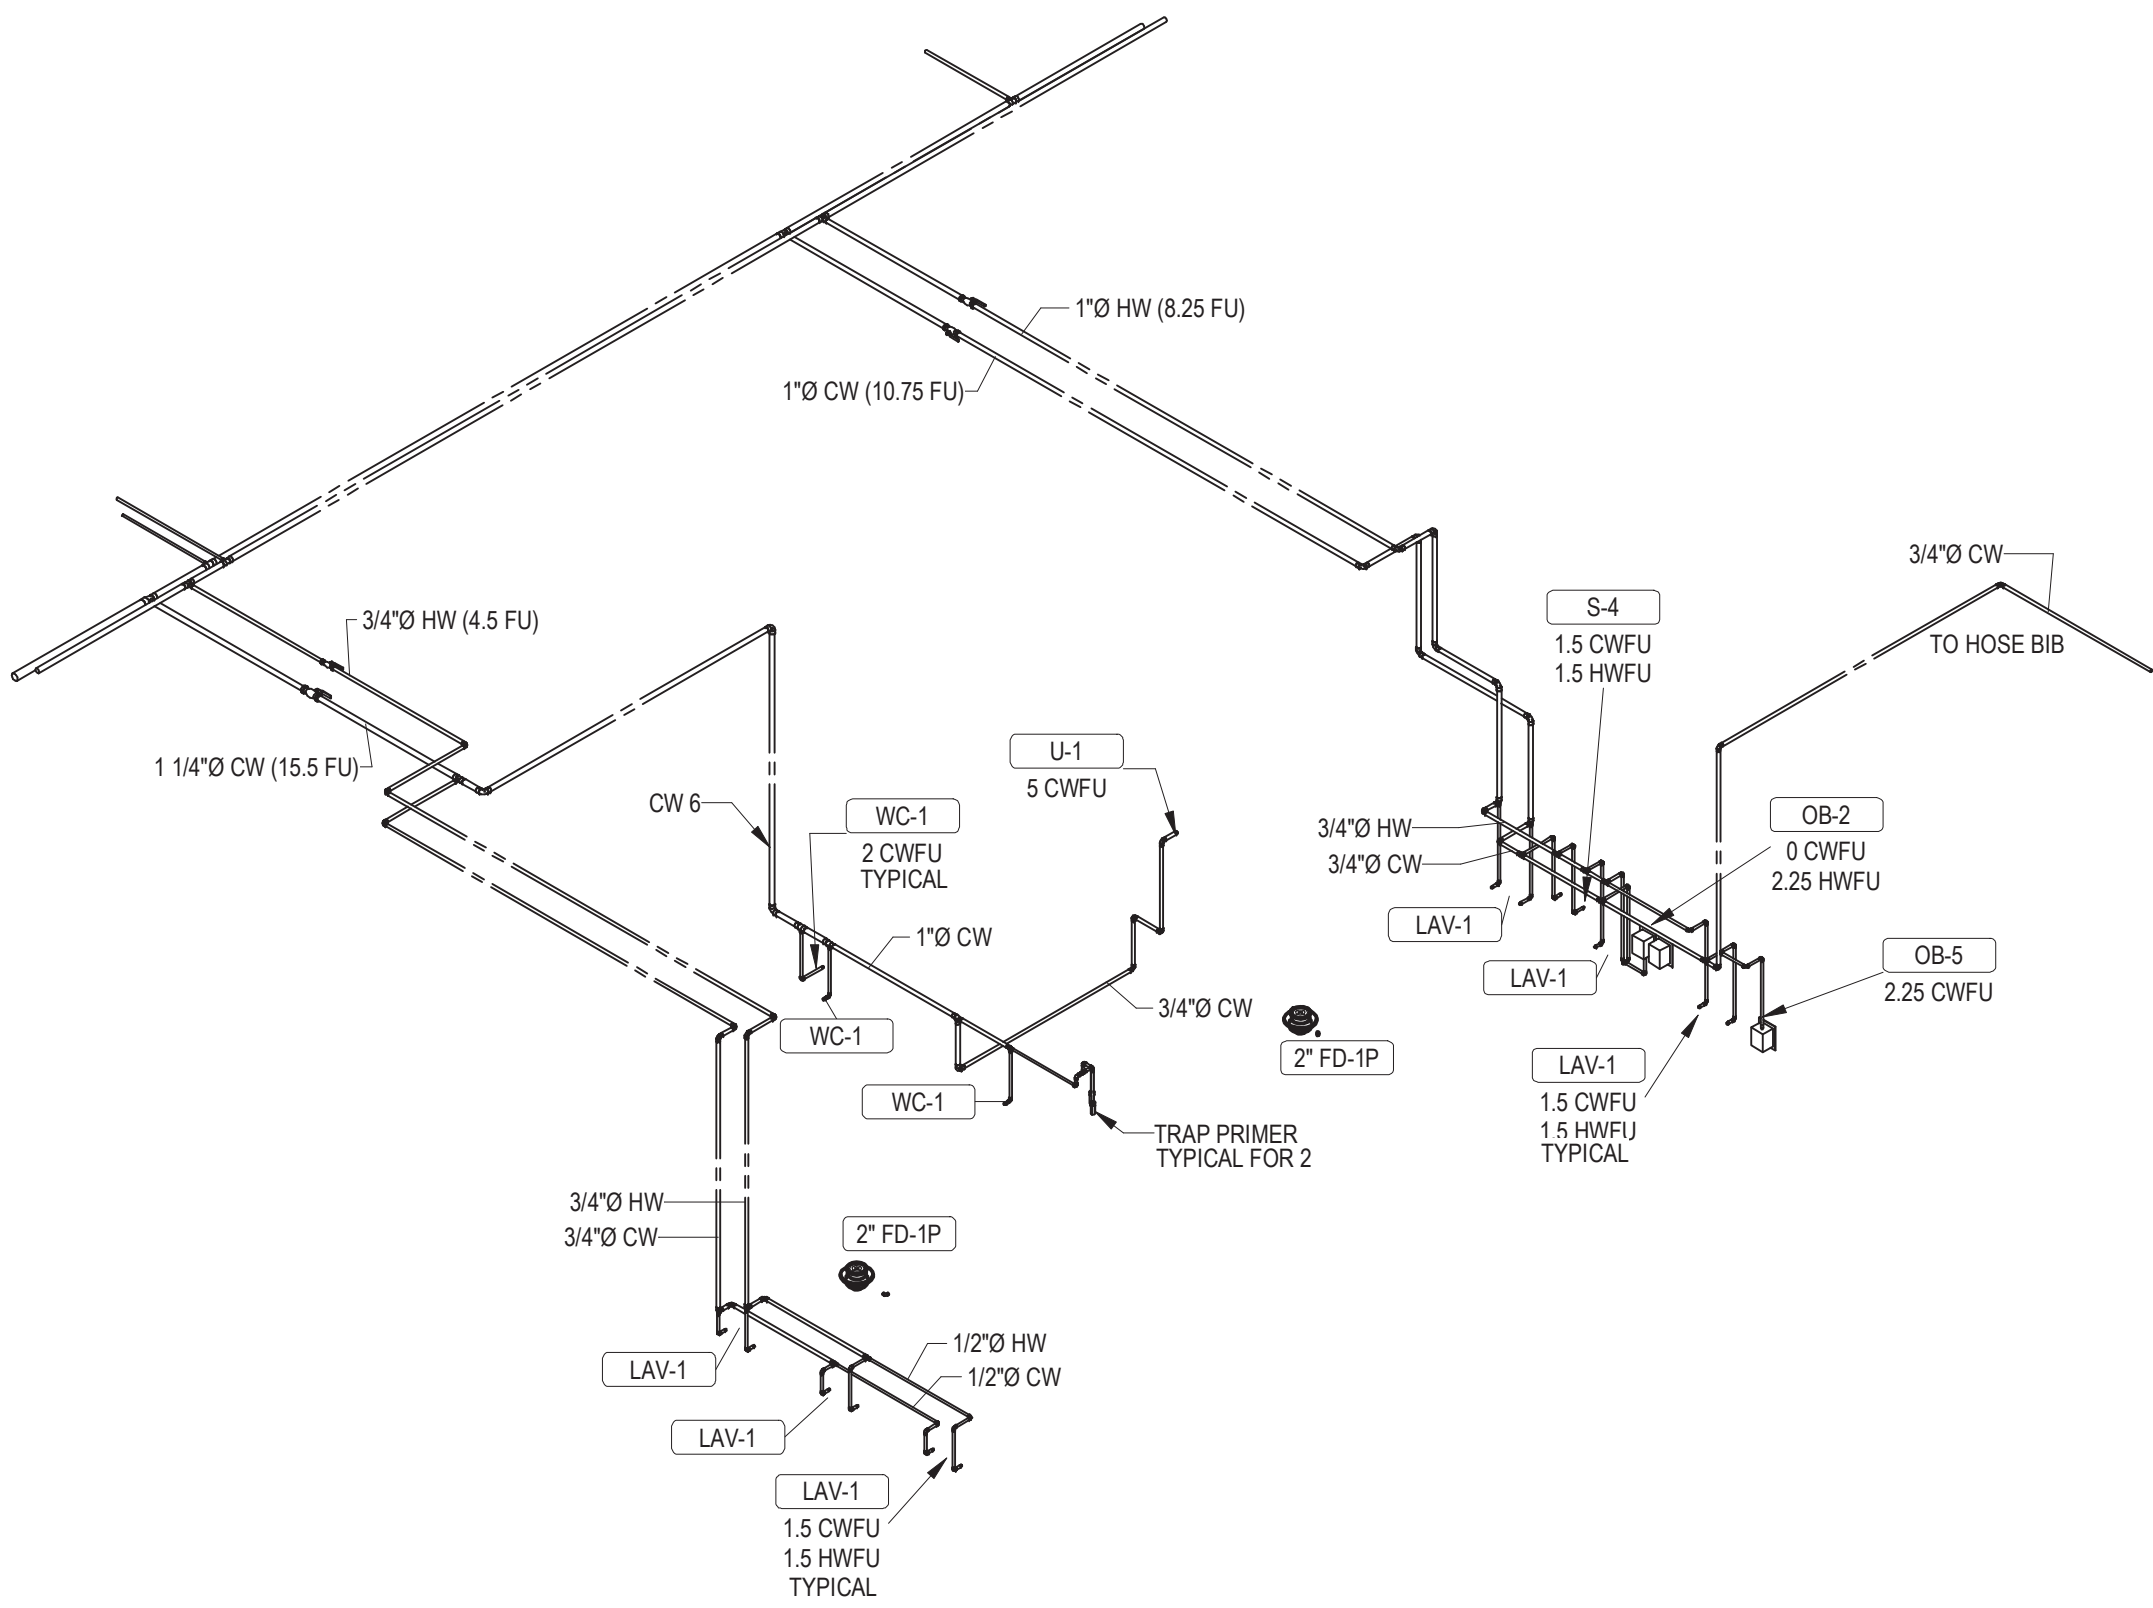 1"Ø HW (8.25 FU)
1"Ø CW (10.75 FU)
3/4"Ø CW
TO HOSE BIB
S-4
1.5 CWFU
1.5 HWFU
3/4"Ø HW (4.5 FU)
1 1/4"Ø CW (15.5 FU)
U-1
5 CWFU
CW 6
WC-1
2 CWFU
TYPICAL
3/4"Ø HW
3/4"Ø CW
OB-2
0 CWFU
2.25 HWFU
LAV-1
1"Ø CW
OB-5
2.25 CWFU
LAV-1
3/4"Ø CW
WC-1
2" FD-1P
LAV-1
1.5 CWFU
1.5 HWFU
TYPICAL
WC-1
TRAP PRIMER
TYPICAL FOR 2
3/4"Ø HW
3/4"Ø CW
2" FD-1P
1/2"Ø HW
1/2"Ø CW
LAV-1
LAV-1
LAV-1
1.5 CWFU
1.5 HWFU
TYPICAL